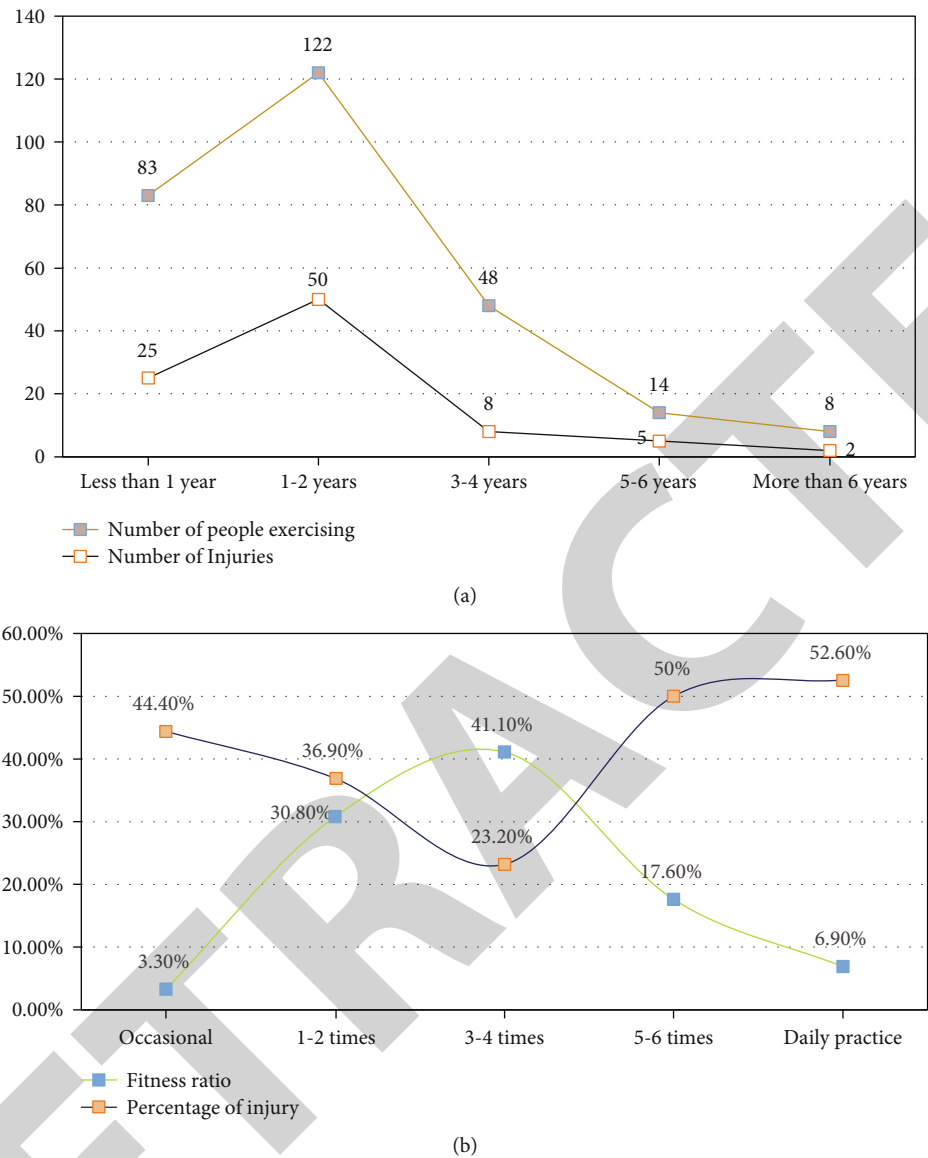 140
120
100
80
60
40
20
0
83
122
48
14
8
25
50
8
5
2
Less than 1 year
1-2 years
3-4 years
5-6 years
More than 6 years
Number of people exercising
Number of Injuries
(a)
60.00%
50.00%
40.00%
30.00%
20.00%
10.00%
0.00%
44.40%
36.90%
23.20%
50%
52.60%
3.30%
30.80%
41.10%
17.60%
6.90%
Occasional
1-2 times
3-4 times
5-6 times
Daily practice
Fitness ratio
Percentage of injury
(b)
ETRACTE